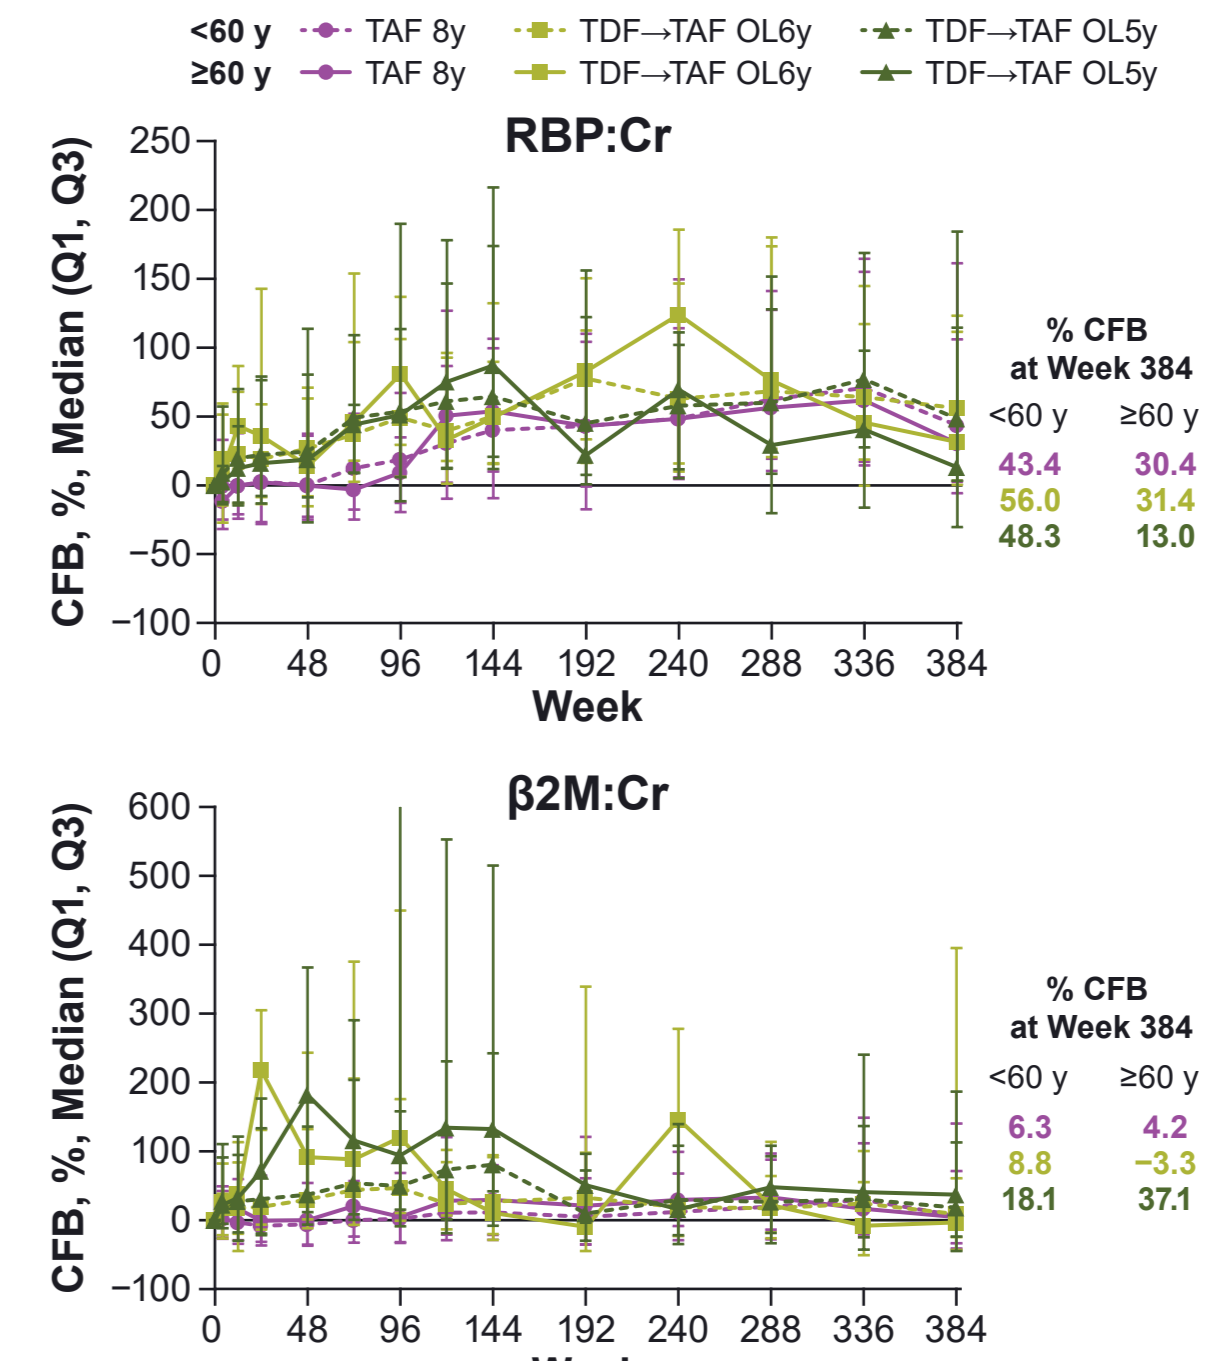 <60 y TAF 8y TDF→TAF OL6y TDF→TAF OL5y
≥60 y TAF 8y TDF→TAF OL6y TDF→TAF OL5y
RBP:Cr
CFB, %, Median (Q1, Q3)
250
200
150
100
50
0
−50
−100
0 48 96 144 192 240 288 336 384
Week
% CFB
at Week 384
<60 y ≥60 y
43.4 30.4
56.0 31.4
48.3 13.0
β2M:Cr
CFB, %, Median (Q1, Q3)
600
500
400
300
200
100
0
−100
0 48 96 144 192 240 288 336 384
% CFB
at Week 384
<60 y ≥60 y
6.3 4.2
8.8 −3.3
18.1 37.1